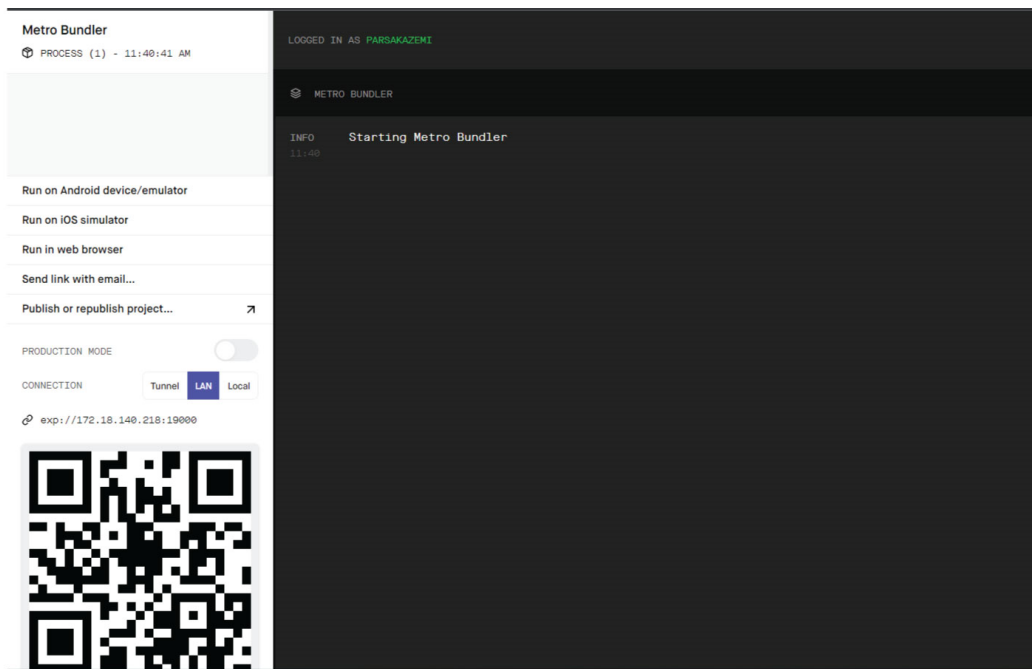 Metro Bundler
PROCESS (1) - 11:40:41 AM
Run on Android device/emulator
Run on iOS simulator
Run in web browser
Send link with email...
Publish or republish project...
PRODUCTION MODE
CONNECTION Tunnel LAN Local
exp://172.18.140.218:19000
LOGGED IN AS PARSAKAZEMI
METRO BUNDLER
INFO Starting Metro Bundler
11:40